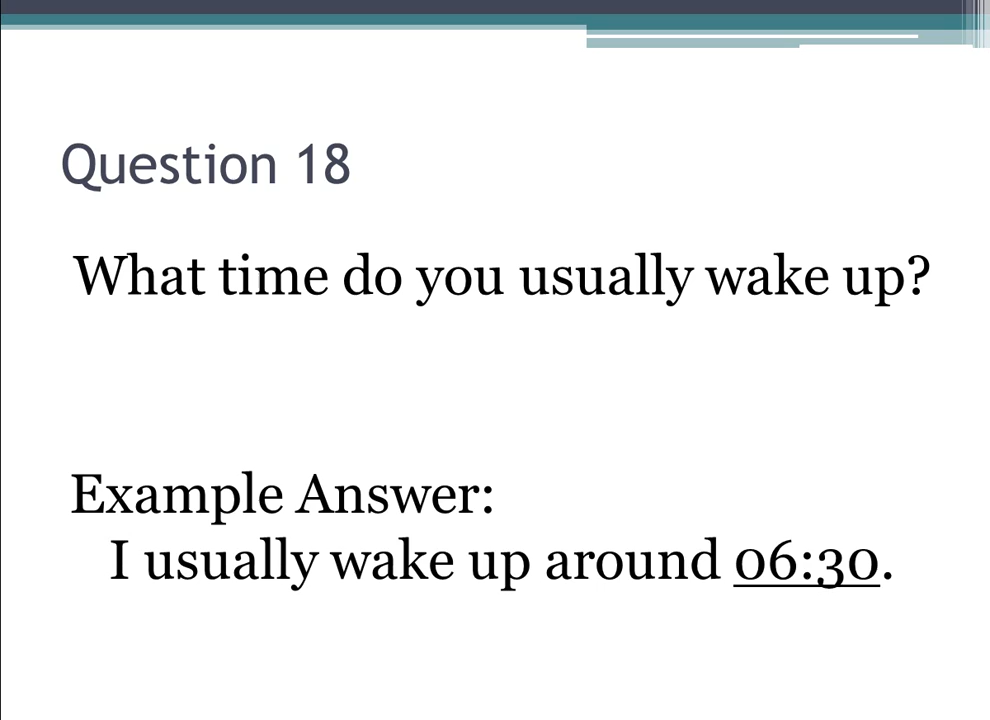 Question 18
What time do you usually wake up?
Example Answer:
I usually wake up around 06:30.